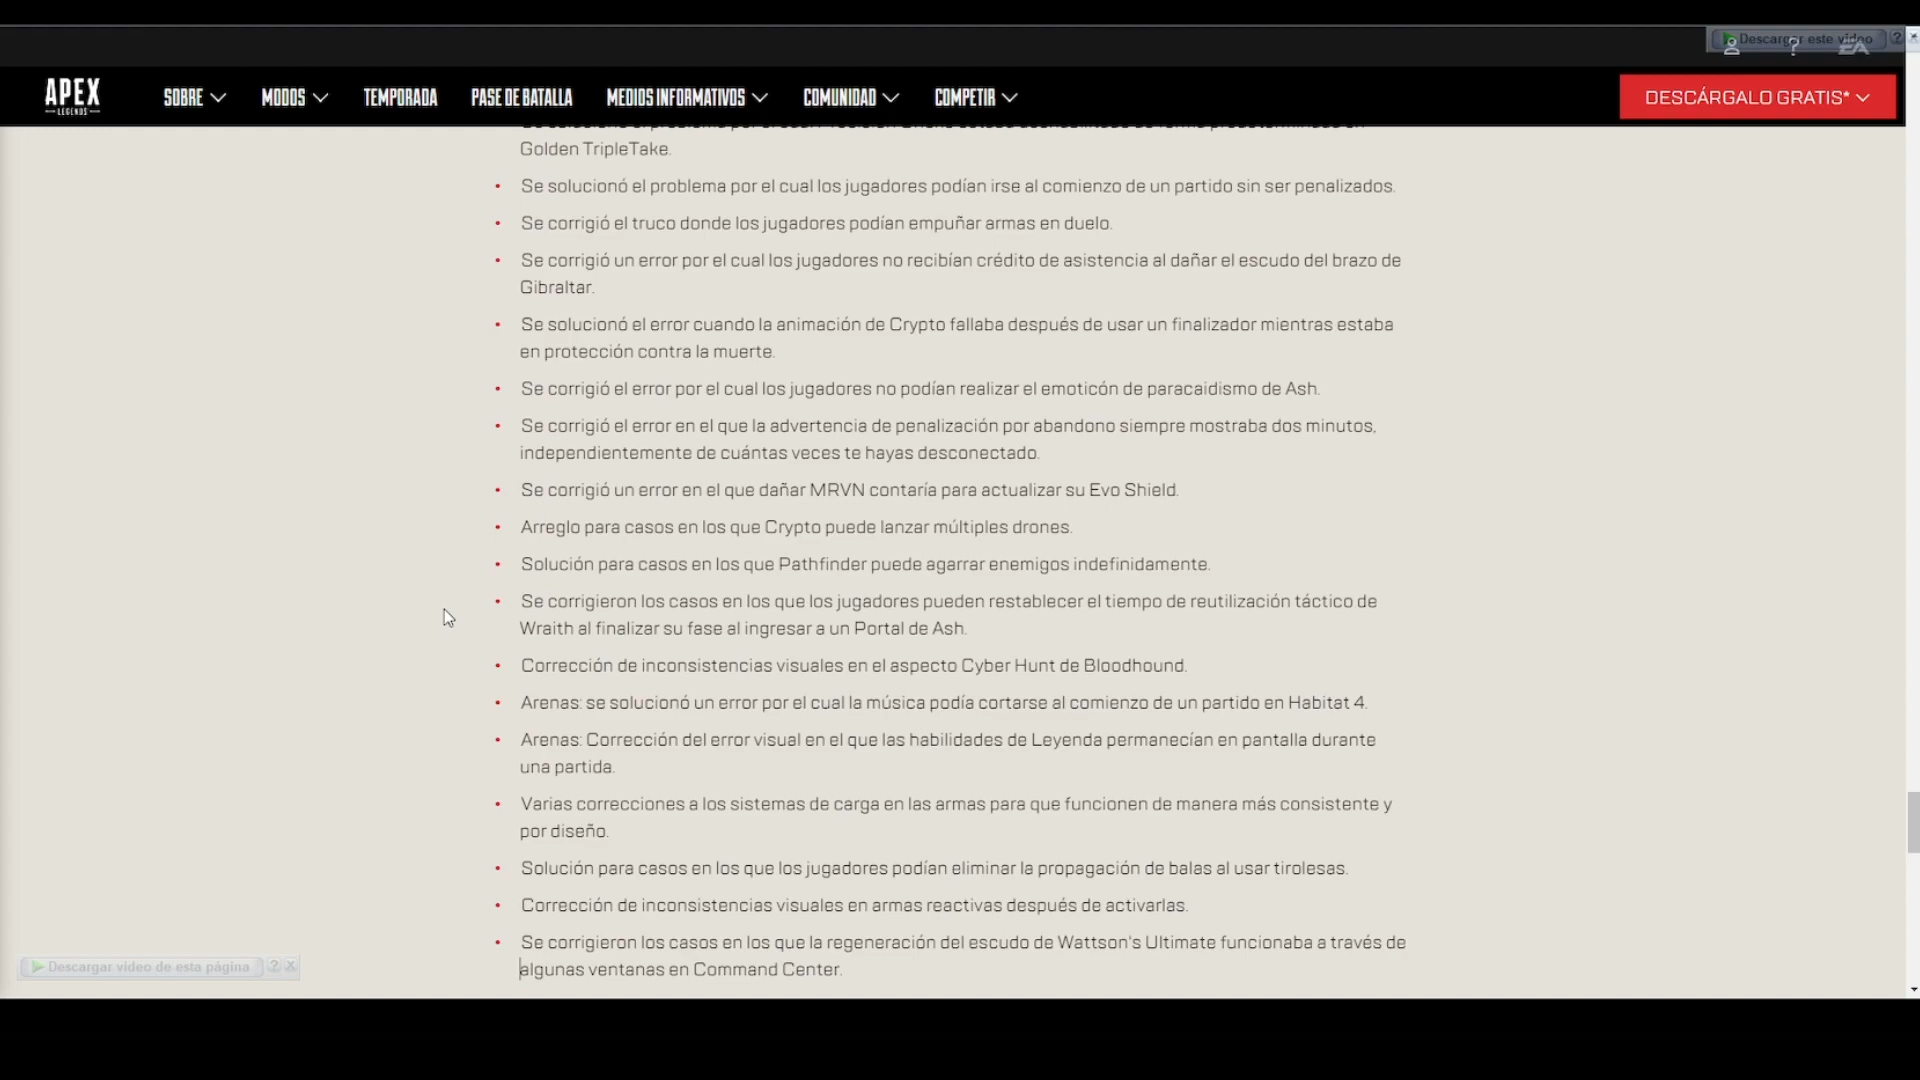 Descargar este video
?
EA
APEX
LEGENDS
SOBRE
MODOS
TEMPORADA
PASE DE BATALLA
MEDIOS INFORMATIVOS
COMUNIDAD
COMPETIR
DESCÁRGALO GRATIS*
Golden TripleTake.
• Se solucionó el problema por el cual los jugadores podían irse al comienzo de un partido sin ser penalizados.
• Se corrigió el truco donde los jugadores podían empuñar armas en duelo.
• Se corrigió un error por el cual los jugadores no recibían crédito de asistencia al dañar el escudo del brazo de
Gibraltar.
• Se solucionó el error cuando la animación de Crypto fallaba después de usar un finalizador mientras estaba
en protección contra la muerte.
• Se corrigió el error por el cual los jugadores no podían realizar el emoticón de paracaidismo de Ash.
• Se corrigió el error en el que la advertencia de penalización por abandono siempre mostraba dos minutos,
independientemente de cuántas veces te hayas desconectado.
• Se corrigió un error en el que dañar MRVN contaría para actualizar su Evo Shield.
• Arreglo para casos en los que Crypto puede lanzar múltiples drones.
• Solución para casos en los que Pathfinder puede agarrar enemigos indefinidamente.
• Se corrigieron los casos en los que los jugadores pueden restablecer el tiempo de reutilización táctico de
Wraith al finalizar su fase al ingresar a un Portal de Ash.
• Corrección de inconsistencias visuales en el aspecto Cyber Hunt de Bloodhound.
• Arenas: se solucionó un error por el cual la música podía cortarse al comienzo de un partido en Habitat 4.
• Arenas: Corrección del error visual en el que las habilidades de Leyenda permanecían en pantalla durante
una partida.
• Varias correcciones a los sistemas de carga en las armas para que funcionen de manera más consistente y
por diseño.
• Solución para casos en los que los jugadores podían eliminar la propagación de balas al usar tirolesas.
• Corrección de inconsistencias visuales en armas reactivas después de activarlas.
• Se corrigieron los casos en los que la regeneración del escudo de Wattson's Ultimate funcionaba a través de
algunas ventanas en Command Center.
Descargar video de esta página
?